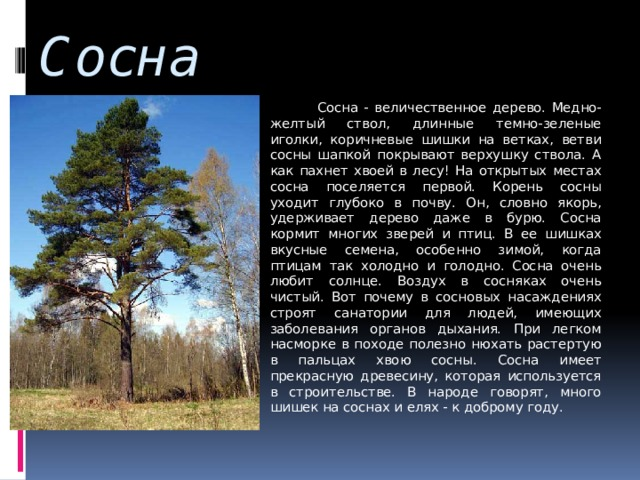 Сосна
Сосна - величественное дерево. Медно-
желтый ствол, длинные темно-зеленые
иголки, коричневые шишки на ветках, ветви
сосны шапкой покрывают верхушку ствола. А
как пахнет хвоей в лесу! На открытых местах
сосна поселяется первой. Корень сосны
уходит глубоко в почву. Он, словно якорь,
удерживает дерево даже в бурю. Сосна
кормит многих зверей и птиц. В ее шишках
вкусные семена, особенно зимой, когда
птицам так холодно и голодно. Сосна очень
любит солнце. Воздух в сосняках очень
чистый. Вот почему в сосновых насаждениях
строят санатории для людей, имеющих
заболевания органов дыхания. При легком
насморке в походе полезно нюхать растертую
в пальцах хвою сосны. Сосна имеет
прекрасную древесину, которая используется
в строительстве. В народе говорят, много
шишек на соснах и елях - к доброму году.